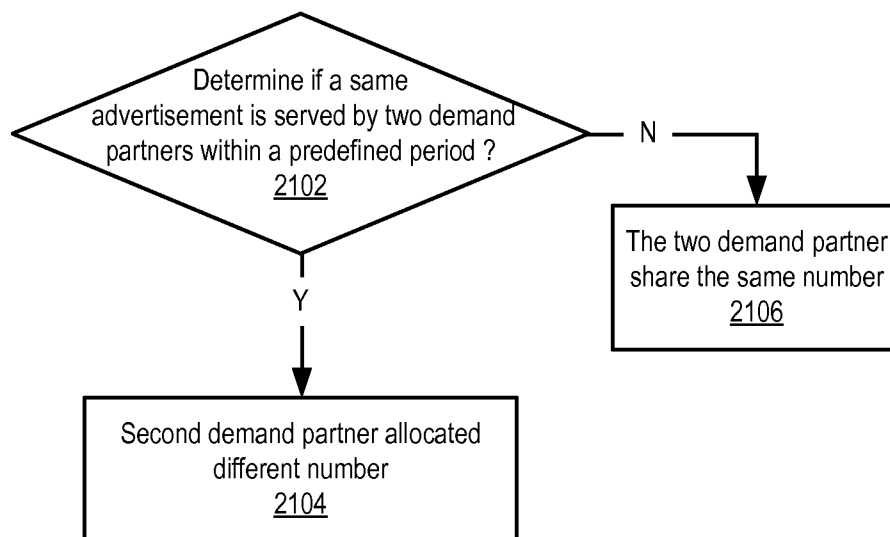 Determine if a same
advertisement is served by two demand
partners within a predefined period ?
2102
N
The two demand partner
share the same number
2106
Y
Second demand partner allocated
different number
2104